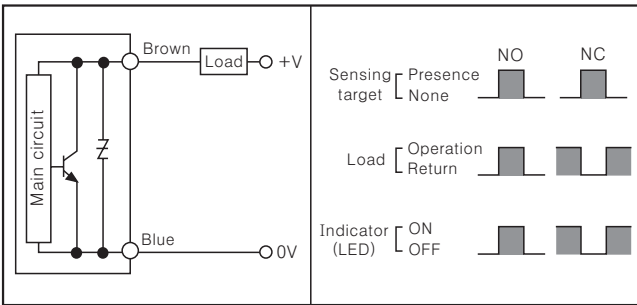 Brown
Load
+V
Main circuit
Blue
0V
NO NC
Sensing target
Presence
None
Load
Operation
Return
Indicator (LED)
ON
OFF